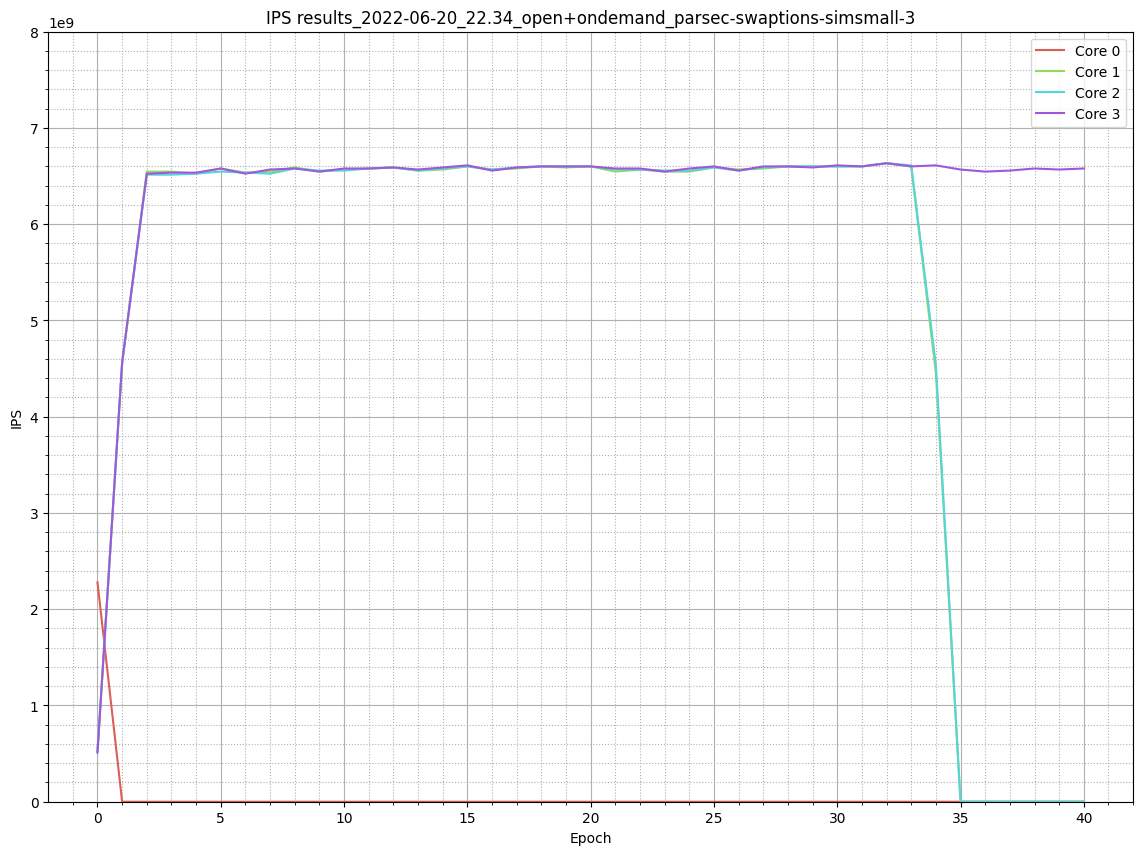 IPS results_2022-06-20_22.34_open+ondemand_parsec-swaptions-simsmall-3
1e9
8
7
6
5
4
3
2
1
0
IPS
Core 0
Core 1
Core 2
Core 3
0 5 10 15 20 25 30 35 40
Epoch